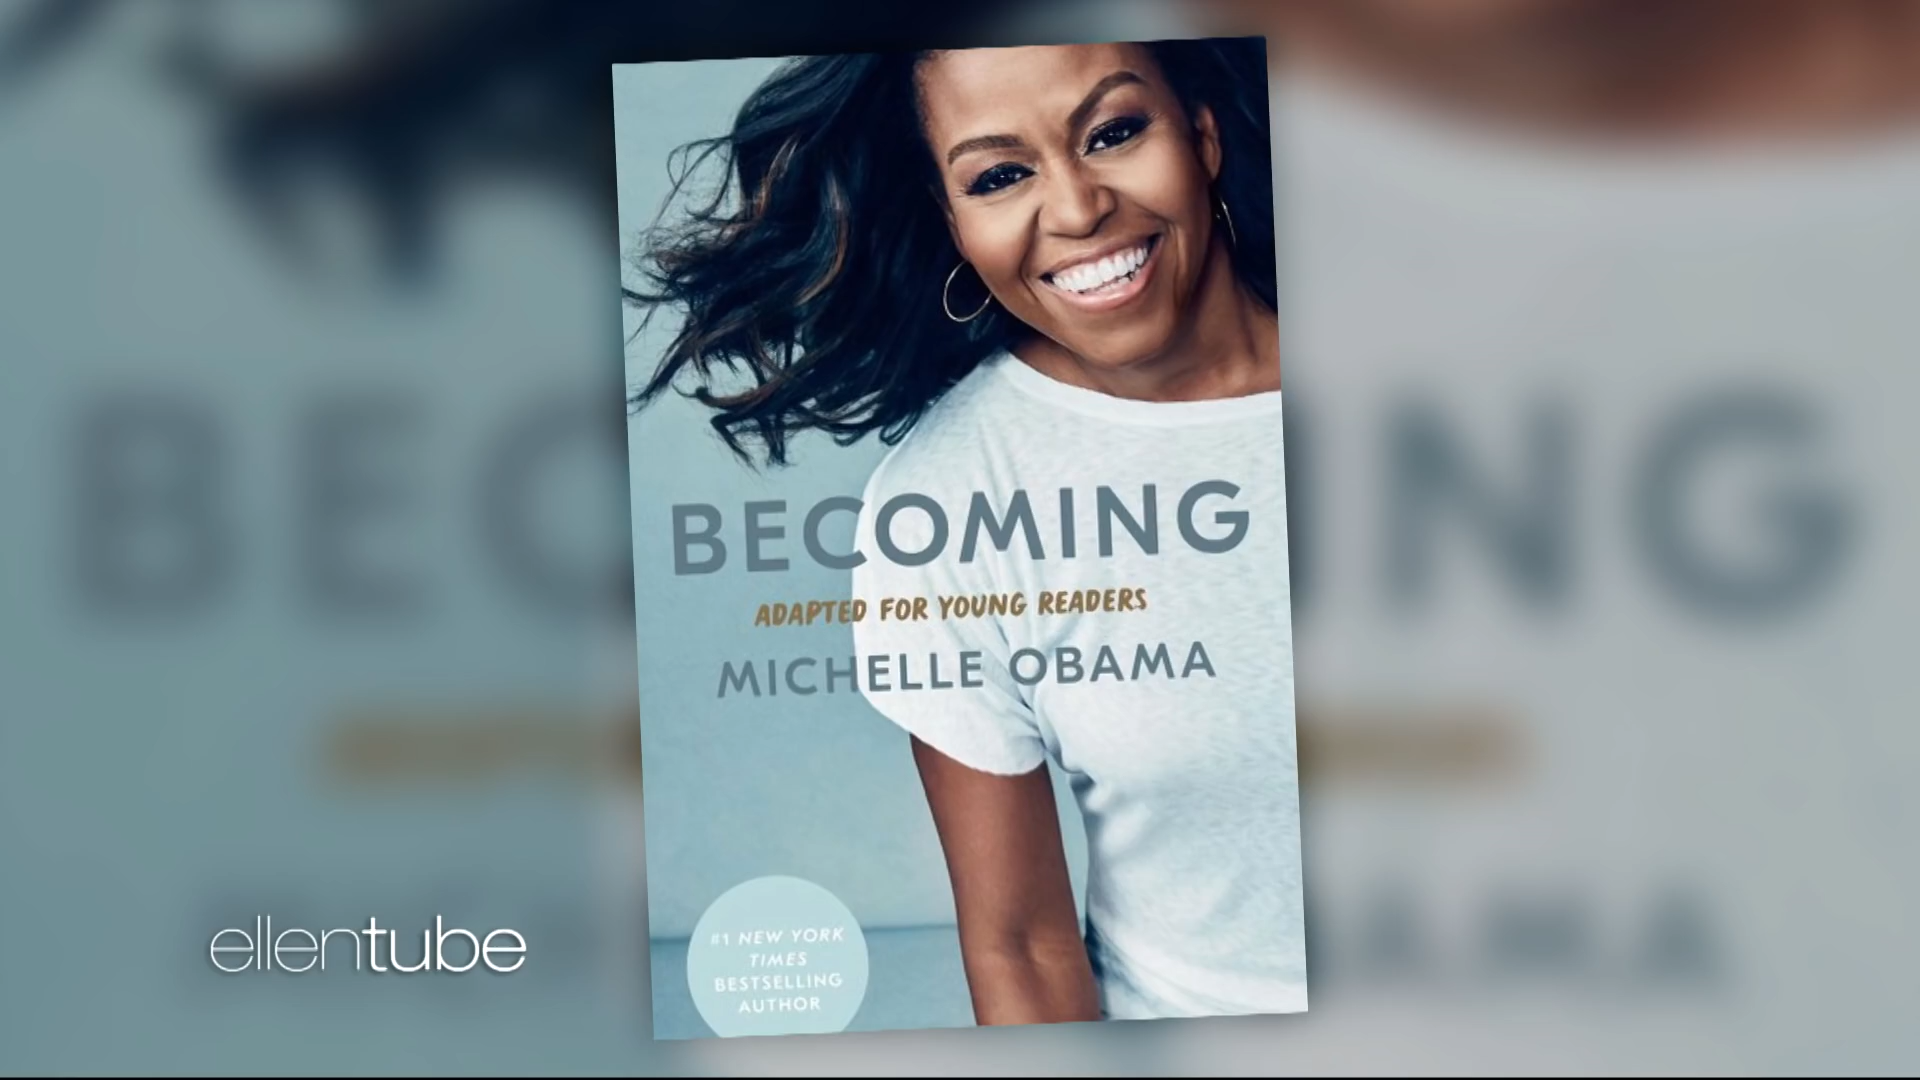 BECOMING
ADAPTED FOR YOUNG READERS
MICHELLE OBAMA
#1 NEW YORK
TIMES
BESTSELLING
AUTHOR
ellentube